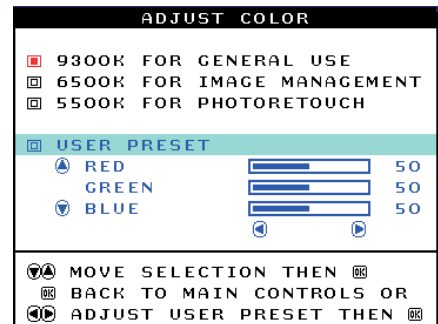 ADJUST COLOR
9300K FOR GENERAL USE
6500K FOR IMAGE MANAGEMENT
5500K FOR PHOTORETOUCH
USER PRESET
RED 50
GREEN 50
BLUE 50
MOVE SELECTION THEN OK
OK BACK TO MAIN CONTROLS OR
ADJUST USER PRESET THEN OK